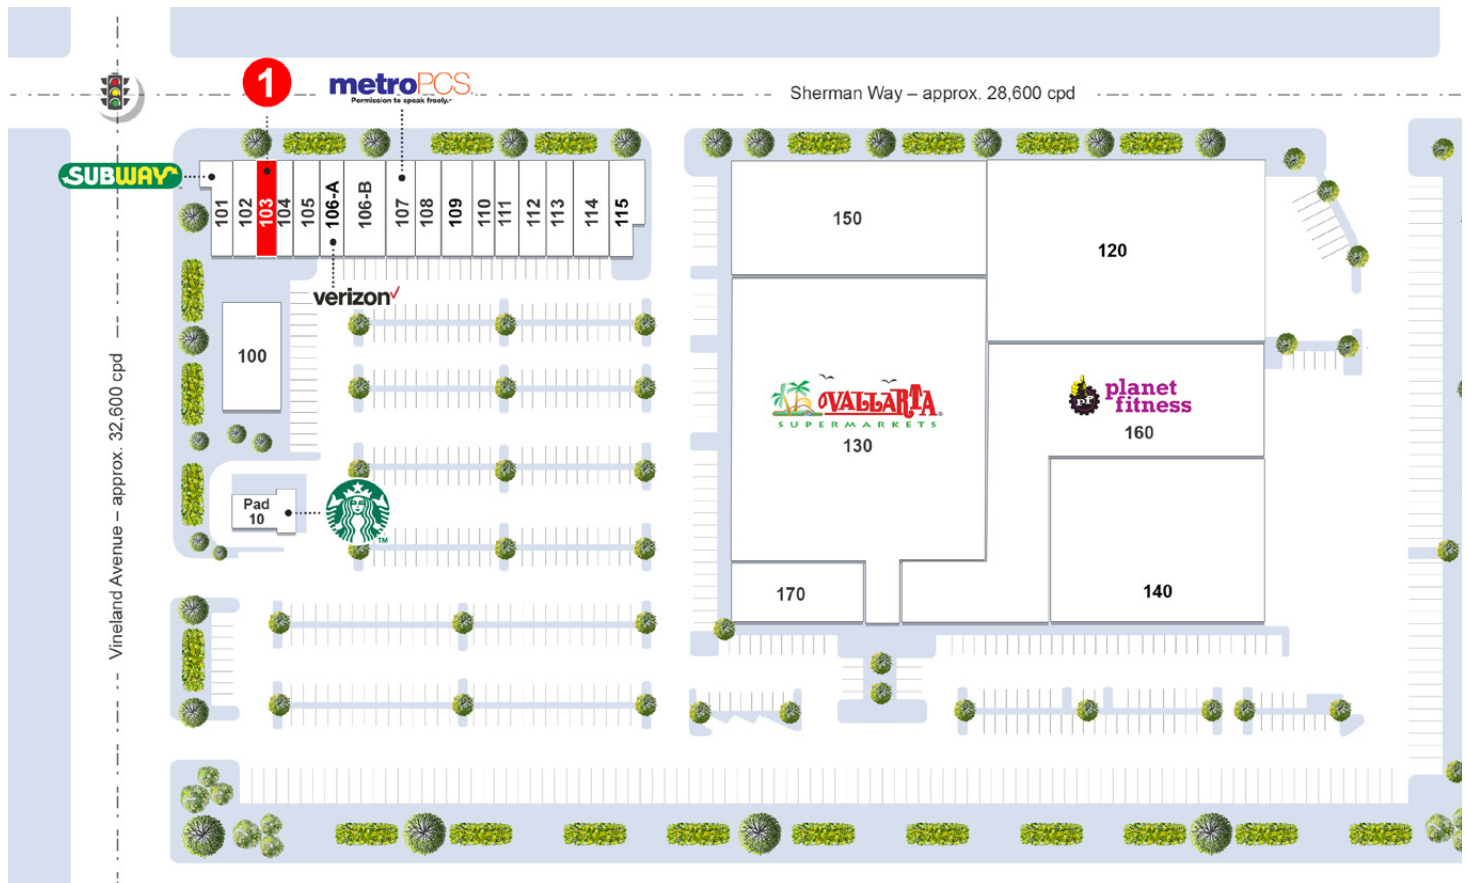 1
metroPCS.
Permission to speak freely.
Sherman Way – approx. 28,600 cpd
SUBWAY
101
102
103
104
105
106-A
106-B
107
108
109
110
111
112
113
114
115
verizon
150
120
100
VALLARTA
SUPERMARKETS
130
planet
fitness
160
PF
Pad
10
TM
170
140
Vineland Avenue – approx. 32,600 cpd